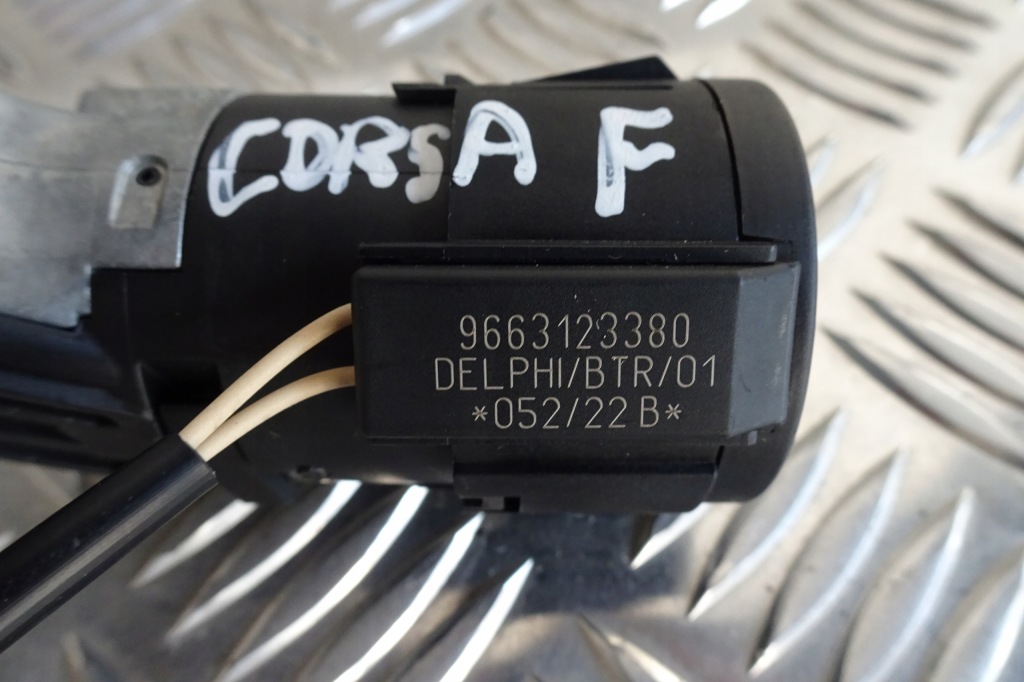 CORSA F
9663123380
DELPHI/BTR/01
*052/22 B*